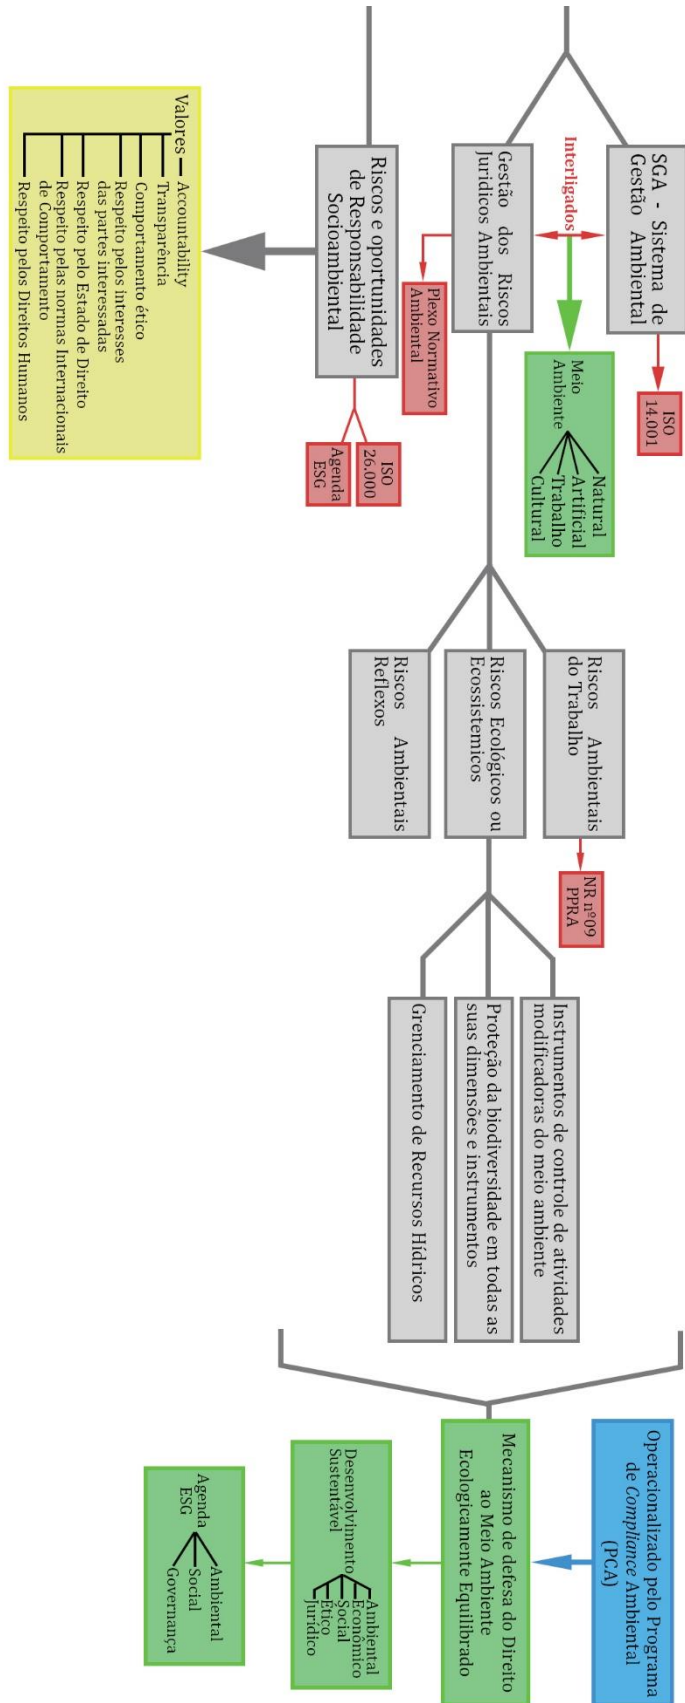 SGA - Sistema de
Gestão Ambiental
ISO
14.001
Interligados
Meio
Ambiente
Natural
Artificial
Trabalho
Cultural
Gestão dos Riscos
Juridicos Ambientais
Plexo Normativo
Ambiental
Riscos e oportunidades
de Responsabilidade
Socioambiental
ISO
26.000
Agenda
ESG
Valores
Accountability
Transparência
Comportamento ético
Respeito pelos interesses
das partes interessadas
Respeito pelo Estado de Direito
Respeito pelas normas Internacionais
de Comportamento
Respeito pelos Direitos Humanos
Riscos Ambientais
do Trabalho
NR nº09
PPRA
Riscos Ecológicos ou
Ecossistemicos
Riscos Ambientais
Reflexos
Instrumentos de controle de atividades
modificadoras do meio ambiente
Proteção da biodiversidade em todas as
suas dimensões e instrumentos
Grenciamento de Recursos Hídricos
Operacionalizado pelo Programa
de Compliance Ambiental
(PCA)
Mecanismo de defesa do Direito
ao Meio Ambiente
Ecologicamente Equilibrado
Desenvolvimento
Sustentável
Ambiental
Econômico
Social
Ético
Jurídico
Agenda
ESG
Ambiental
Social
Governança